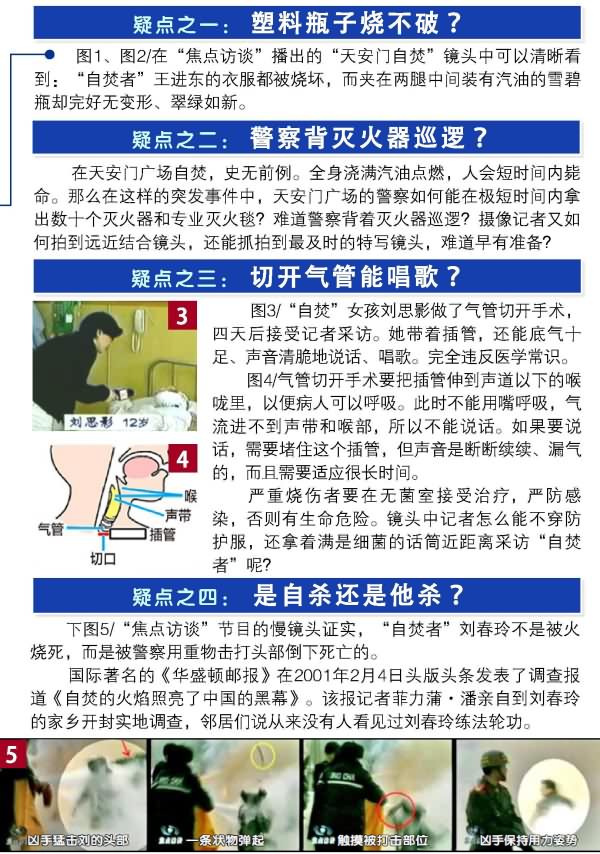 疑点之一：塑料瓶子烧不破？
图1、图2/在“焦点访谈”播出的“天安门自焚”镜头中可以清晰看
到：“自焚者”王进东的衣服都被烧坏，而夹在两腿中间装有汽油的雪碧
瓶却完好无变形、翠绿如新。
疑点之二：警察背灭火器巡逻？
在天安门广场自焚，史无前例。全身浇满汽油点燃，人会短时间内毙
命。那么在这样的突发事件中，天安门广场的警察如何能在极短时间内拿
出数十个灭火器和专业灭火毯？难道警察背着灭火器巡逻？摄像记者又如
何拍到远近结合镜头，还能抓拍到最及时的特写镜头，难道早有准备？
疑点之三：切开气管能唱歌？
3
刘思影 12岁
图3/“自焚”女孩刘思影做了气管切开手术，
四天后接受记者采访。她带着插管，还能底气十
足、声音清脆地说话、唱歌。完全违反医学常识。
图4/气管切开手术要把插管伸到声道以下的喉
咙里，以便病人可以呼吸。此时不能用嘴呼吸，气
流进不到声带和喉部，所以不能说话。如果要说
话，需要堵住这个插管，但声音是断断续续、漏气
的，而且需要适应很长时间。
严重烧伤者要在无菌室接受治疗，严防感
染，否则有生命危险。镜头中记者怎么能不穿防
护服，还拿着满是细菌的话筒近距离采访“自焚
者”呢？
4
喉
声带
气管
插管
切口
疑点之四：是自杀还是他杀？
下图5/“焦点访谈”节目的慢镜头证实，“自焚者”刘春玲不是被火
烧死，而是被警察用重物击打头部倒下死亡的。
国际著名的《华盛顿邮报》在2001年2月4日头版头条发表了调查报
道《自焚的火焰照亮了中国的黑幕》。该报记者菲力蒲·潘亲自到刘春玲
的家乡开封实地调查，邻居们说从来没有人看见过刘春玲练法轮功。
5
凶手猛击刘的头部
一条状物弹起
触摸被打击部位
凶手保持用力姿势